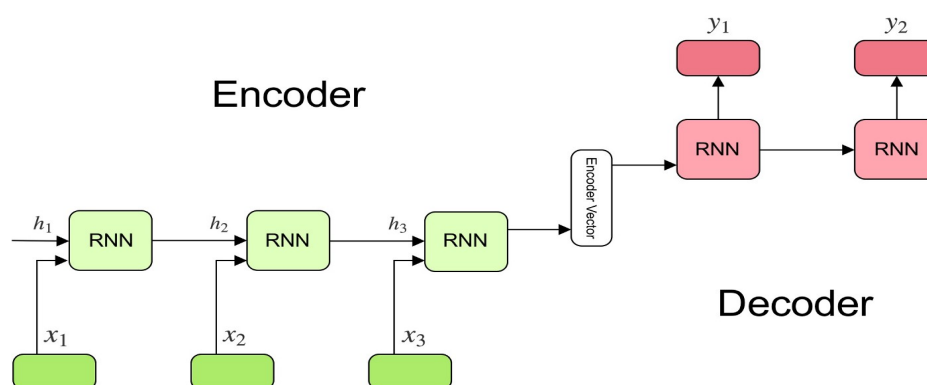 y₁
y₂
Encoder
RNN
RNN
Encoder Vector
h₁
h₂
h₃
RNN
RNN
RNN
Decoder
x₁
x₂
x₃